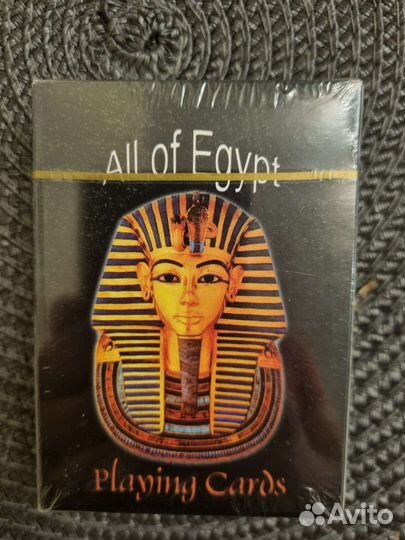 All of Egypt
Playing Cards
Avito